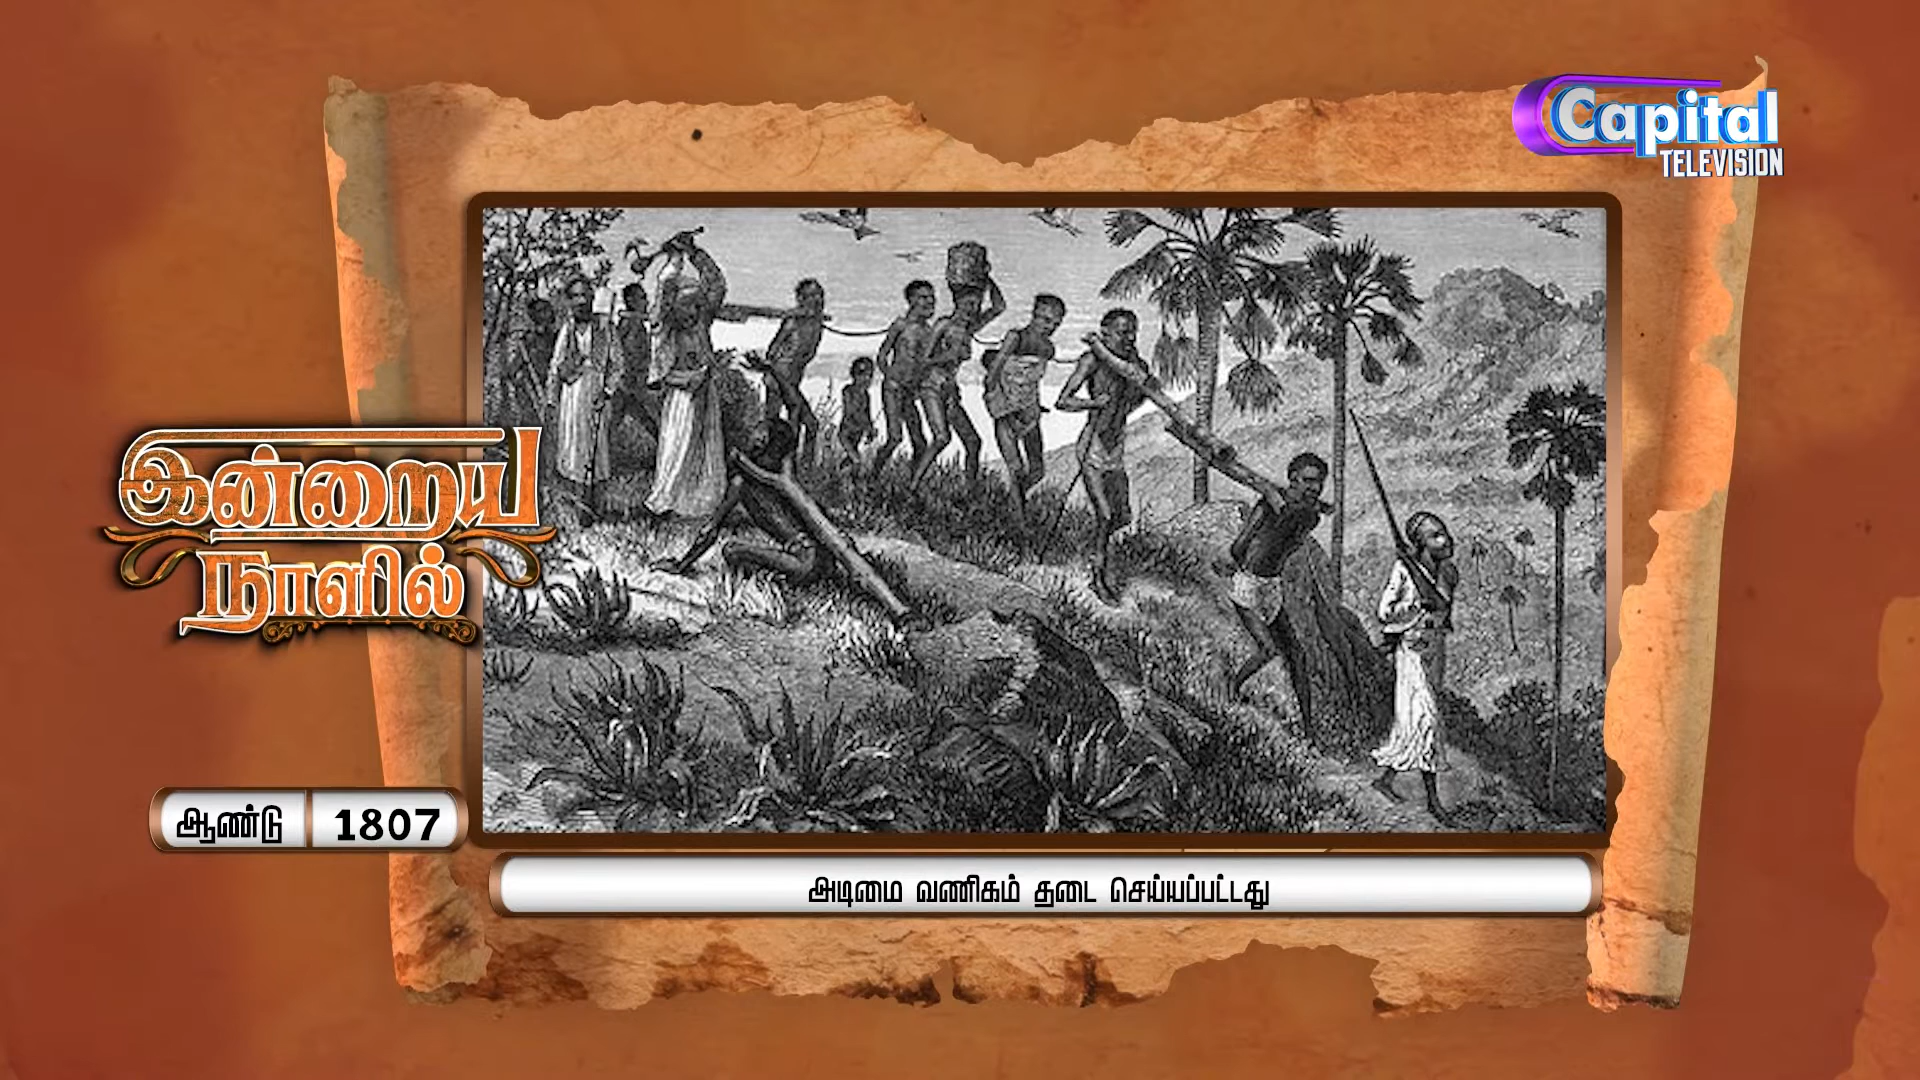 Capital
TELEVISION
இன்றைய
நாளில்
ஆண்டு 1807
அடிமை வணிகம் தடை செய்யப்பட்டது